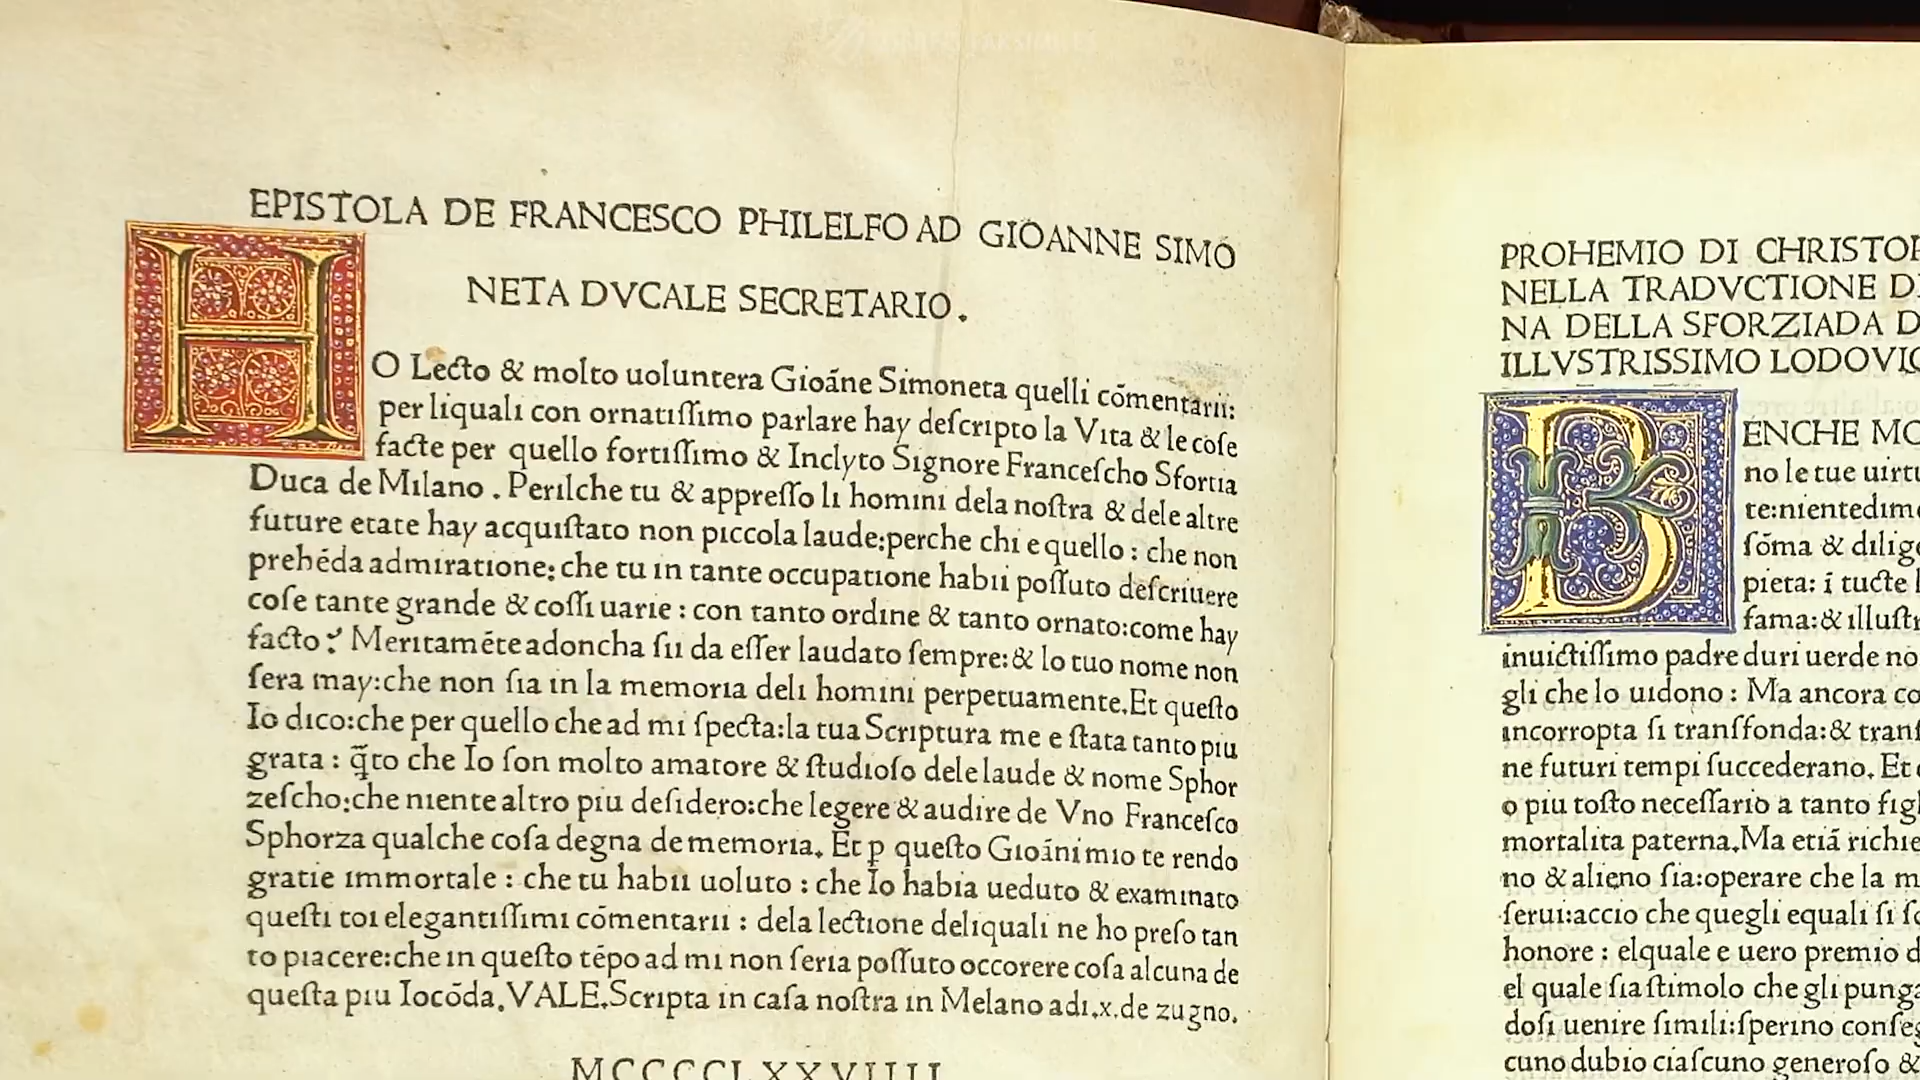 EPISTOLA DE FRANCESCO PHILELFO AD GIOANNE SIMO
NETA DVCALE SECRETARIO.
HO Lecto & molto uoluntera Gioāne Simoneta quelli cōmentarii:
per liquali con ornatiſſimo parlare hay deſcripto la Vita & le coſe
facte per quello fortiſſimo & Inclyto Signore Franceſcho Sfortia
Duca de Milano. Perilche tu & appreſſo li homini dela noſtra & dele altre
future etate hay acquiſtato non piccola laude:perche chi e quello: che non
prehēda admiratione: che tu in tante occupatione habii poſſuto deſcriuere
coſe tante grande & coſſi uarie: con tanto ordine & tanto ornato:come hay
facto? Meritamēte adoncha ſii da eſſer laudato ſempre:& lo tuo nome non
ſera may:che non ſia in la memoria deli homini perpetuamente.Et queſto
Io dico:che per quello che ad mi ſpecta:la tua Scriptura me e ſtata tanto piu
grata: q̄to che Io ſon molto amatore & ſtudioſo dele laude & nome Sphor
zeſcho:che niente altro piu deſidero:che legere & audire de Vno Franceſco
Sphorza qualche coſa degna de memoria. Et ꝑ queſto Gioāni mio te rendo
gratie immortale: che tu habii uoluto: che Io habia ueduto & examinato
queſti toi elegantiſſimi cōmentarii: dela lectione deliquali ne ho preſo tan
to piacere:che in queſto tēpo ad mi non ſeria poſſuto occorere coſa alcuna de
queſta piu Iocōda.VALE.Scripta in caſa noſtra in Melano adi.x.de zugno.
MCCCCLXXVIIII
PROHEMIO DI CHRISTOF
NELLA TRADVCTIONE D
NA DELLA SFORZIADA D
ILLVSTRISSIMO LODOVIC
BENCHE MO
no le tue uirtu
te:nientedime
ſōma & dilige
pieta: ī tucte l
fama:& illuſtr
inuictiſſimo padre duri uerde no
gli che lo uidono: Ma ancora co
incorropta ſi tranſfonda:& tranſ
ne futuri tempi ſuccederano. Et
o piu toſto neceſſario a tanto figl
mortalita paterna.Ma etiā richie
no & alieno ſia:operare che la m
ſerui:accio che quegli equali ſi ſo
honore: elquale e uero premio d
el quale ſia ſtimolo che gli punga
doſi uenire ſimili:ſperino conſeg
cuno dubio ciaſcuno generoſo &